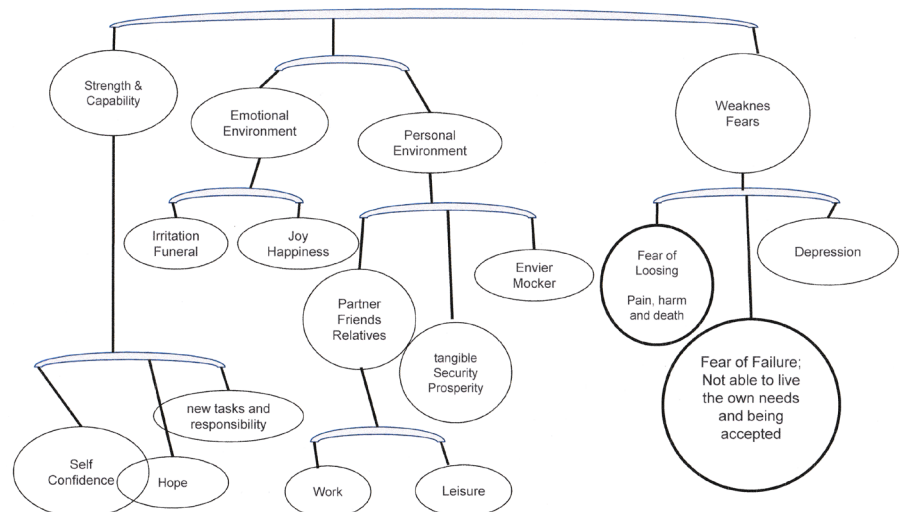 Strength &
Capability
Emotional
Environment
Personal
Environment
Weaknes
Fears
Irritation
Funeral
Joy
Happiness
Envier
Mocker
Partner
Friends
Relatives
tangible
Security
Prosperity
Fear of
Loosing
Pain, harm
and death
Depression
Fear of Failure;
Not able to live
the own needs
and being
accepted
new tasks and
responsibility
Self
Confidence
Hope
Work
Leisure